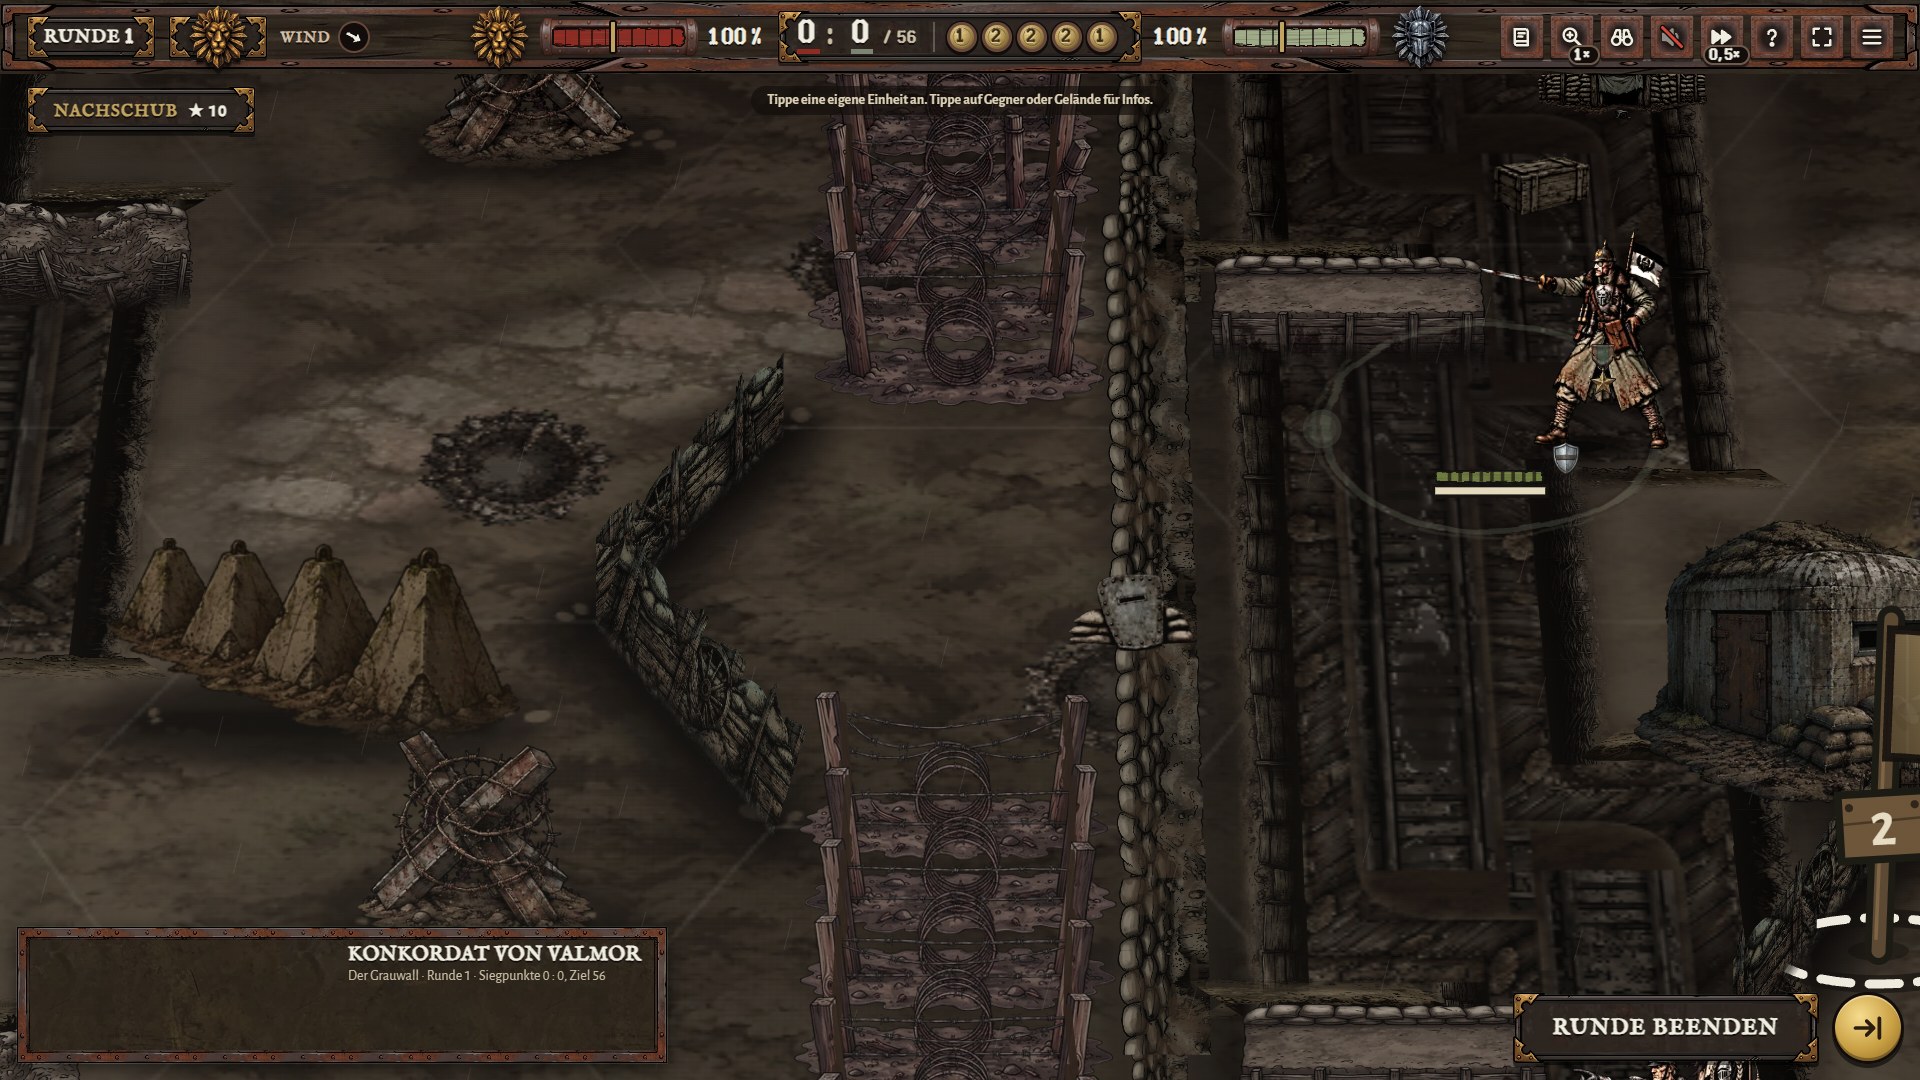 RUNDE 1
WIND
100 %
0 : 0 / 56
1 2 2 2 1
100 %
1×
0,5×
?
NACHSCHUB ★ 10
Tippe eine eigene Einheit an. Tippe auf Gegner oder Gelände für Infos.
2
KONKORDAT VON VALMOR
Der Grauwall · Runde 1 · Siegpunkte 0 : 0, Ziel 56
RUNDE BEENDEN